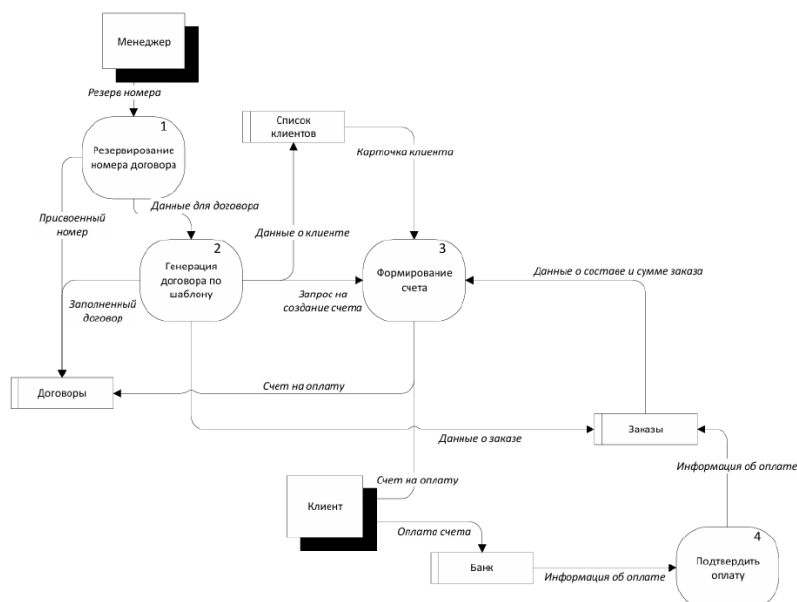 Менеджер
Резерв номера
1
Резервирование
номера договора
Список
клиентов
Карточка клиента
Присвоенный
номер
Данные для договора
Данные о клиенте
2
Генерация
договора по
шаблону
3
Формирование
счета
Данные о составе и сумме заказа
Заполненный
договор
Запрос на
создание счета
Договоры
Счет на оплату
Заказы
Данные о заказе
Информация об оплате
Счет на оплату
Клиент
Оплата счета
Банк
Информация об оплате
4
Подтвердить
оплату